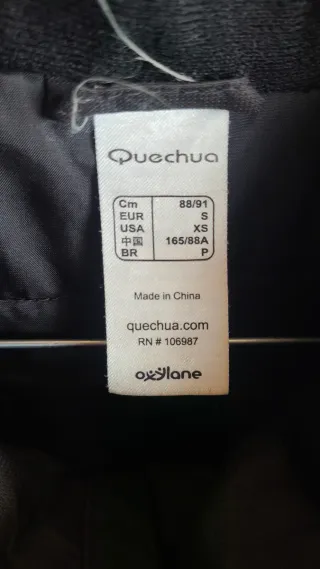 Quechua
Cm 88/91
EUR S
USA XS
中国 165/88A
BR P
Made in China
quechua.com
RN # 106987
oxylane